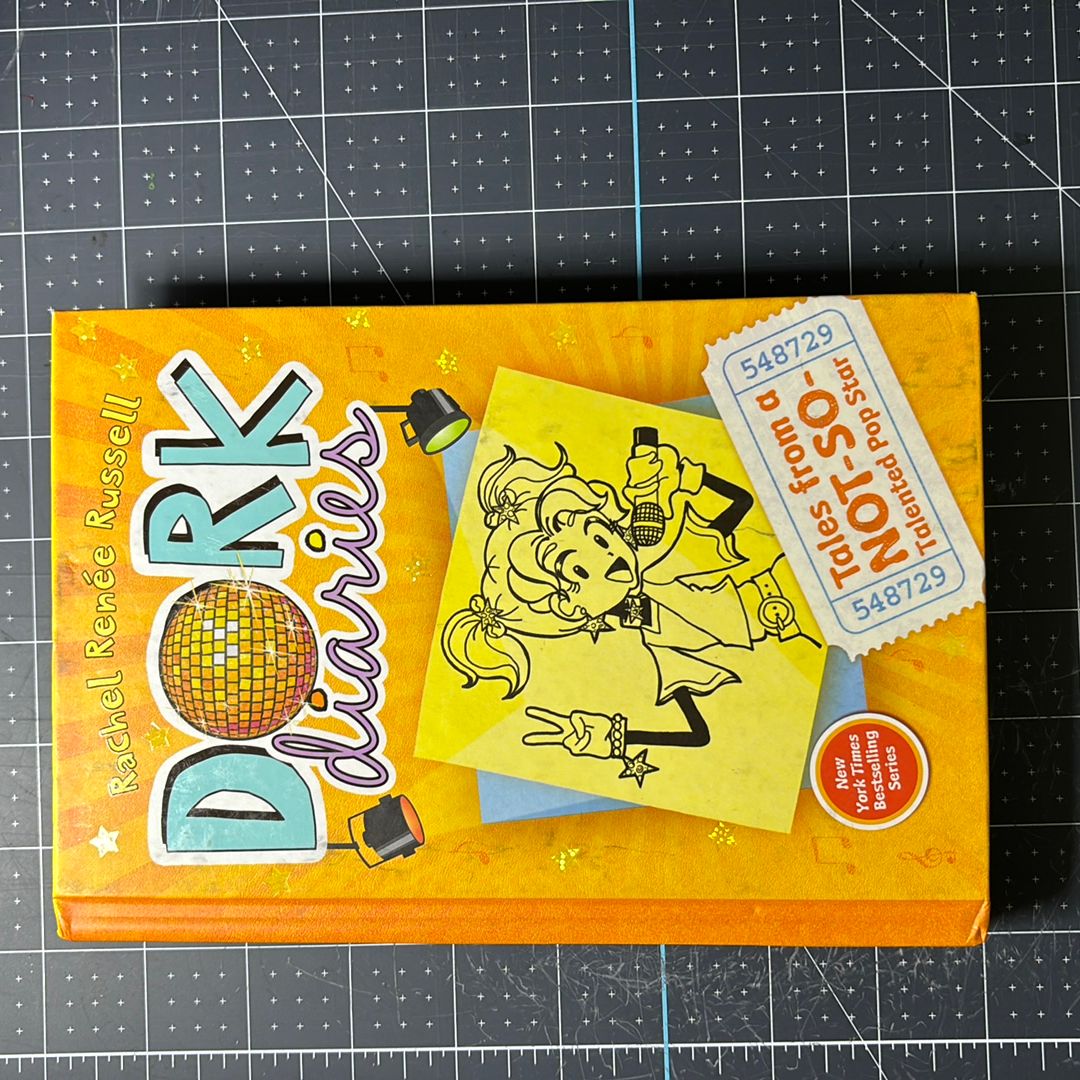 Rachel Renée Russell
DORK
diaries
548729
Tales from a
NOT-SO-
Talented Pop Star
548729
New
York Times
Bestselling
Series